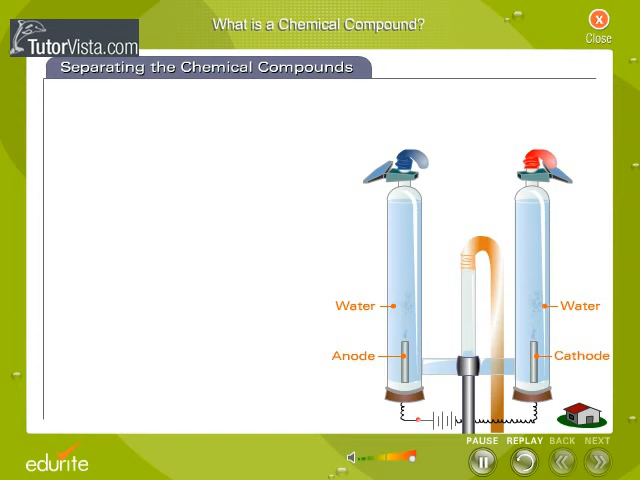 What is a Chemical Compound?
X
Close
TutorVista.com
Separating the Chemical Compounds
Water
Water
Anode
Cathode
PAUSE REPLAY BACK NEXT
edurite